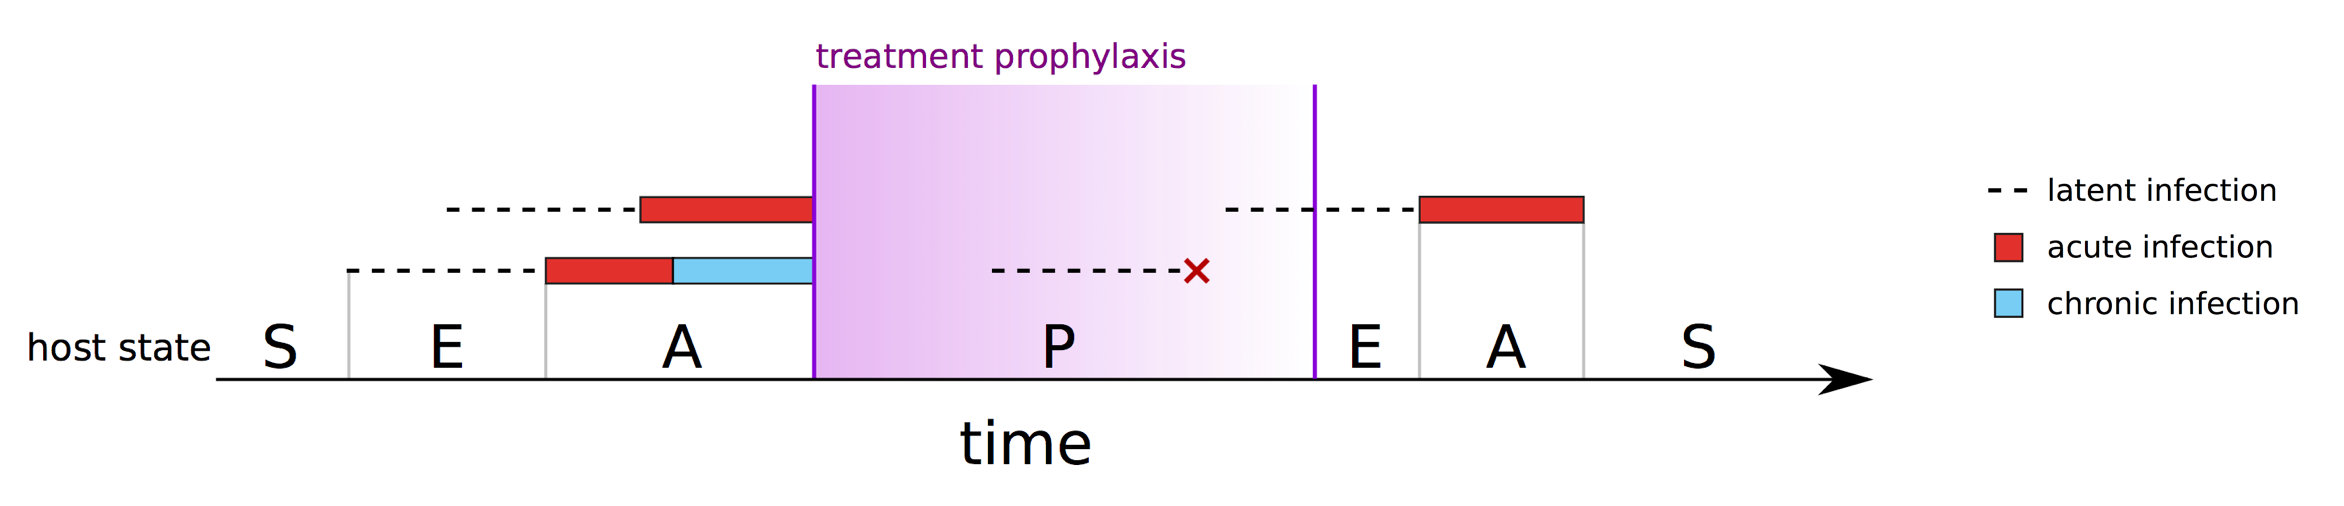 treatment prophylaxis
latent infection
acute infection
chronic infection
host state S E A P E A S
time